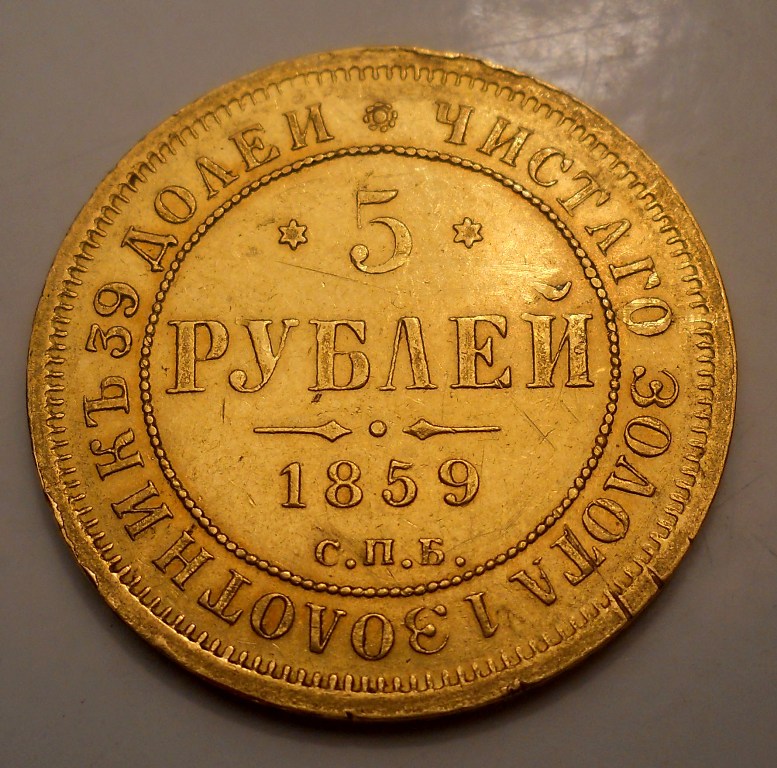 ЧИСТАГО ЗОЛОТА 1 ЗОЛОТНИКЪ 39 ДОЛЕЙ
5
РУБЛЕЙ
1859
С.П.Б.